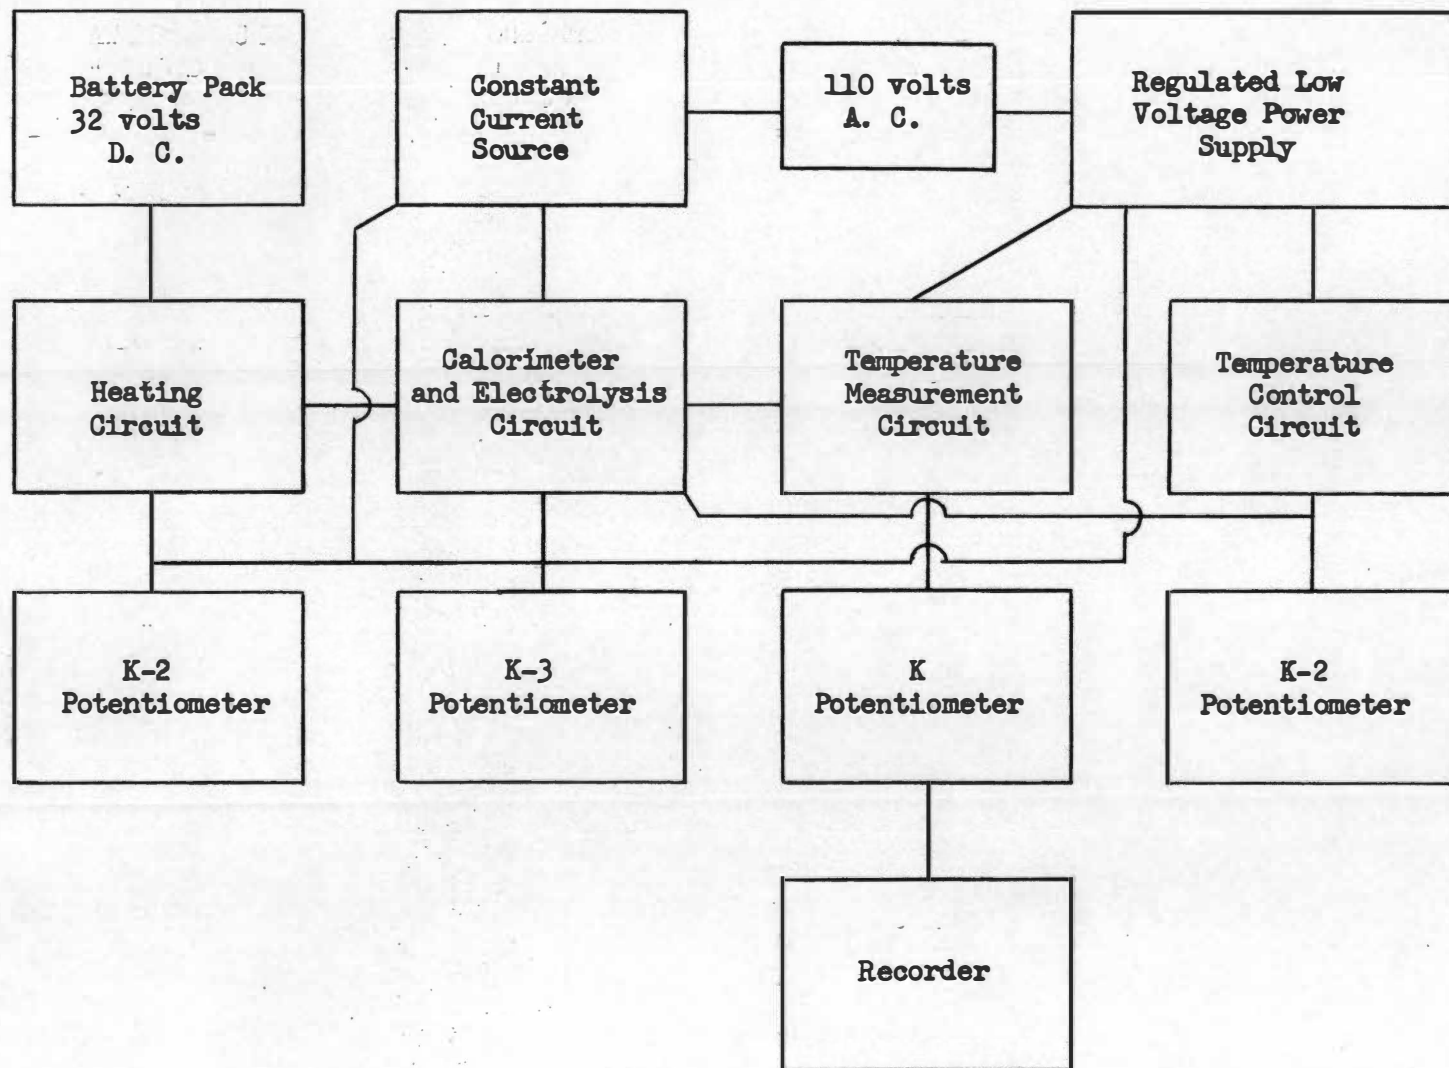 Battery Pack
32 volts
D. C.
Constant
Current
Source
110 volts
A. C.
Regulated Low
Voltage Power
Supply
Heating
Circuit
Calorimeter
and Electrolysis
Circuit
Temperature
Measurement
Circuit
Temperature
Control
Circuit
K-2
Potentiometer
K-3
Potentiometer
K
Potentiometer
K-2
Potentiometer
Recorder